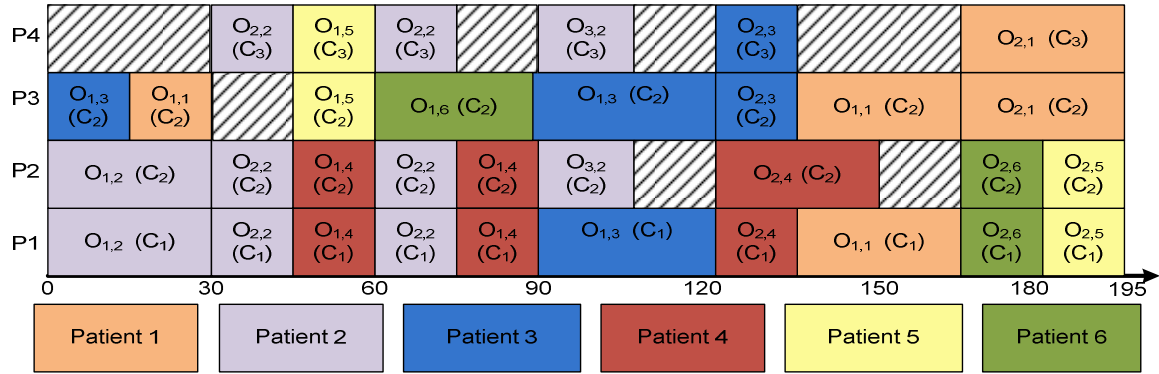 P4
O2,2 (C3)
O1,5 (C3)
O2,2 (C3)
O3,2 (C3)
O2,3 (C3)
O2,1 (C3)
P3
O1,3 (C2)
O1,1 (C2)
O1,5 (C2)
O1,6 (C2)
O1,3 (C2)
O2,3 (C2)
O1,1 (C2)
O2,1 (C2)
P2
O1,2 (C2)
O2,2 (C2)
O1,4 (C2)
O2,2 (C2)
O1,4 (C2)
O3,2 (C2)
O2,4 (C2)
O2,6 (C2)
O2,5 (C2)
P1
O1,2 (C1)
O2,2 (C1)
O1,4 (C1)
O2,2 (C1)
O1,4 (C1)
O1,3 (C1)
O2,4 (C1)
O1,1 (C1)
O2,6 (C1)
O2,5 (C1)
0 30 60 90 120 150 180 195
Patient 1 Patient 2 Patient 3 Patient 4 Patient 5 Patient 6